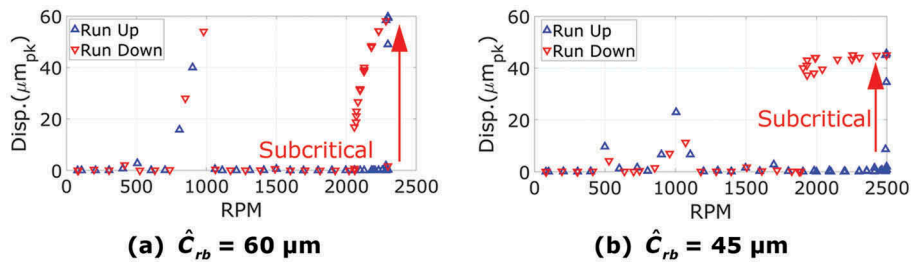 60
40
20
0
Disp.(μm_pk)
Run Up
Run Down
Subcritical
0 500 1000 1500 2000 2500
RPM
(a) Ĉ_rb = 60 μm
60
40
20
0
Disp.(μm_pk)
Run Up
Run Down
Subcritical
0 500 1000 1500 2000 2500
RPM
(b) Ĉ_rb = 45 μm